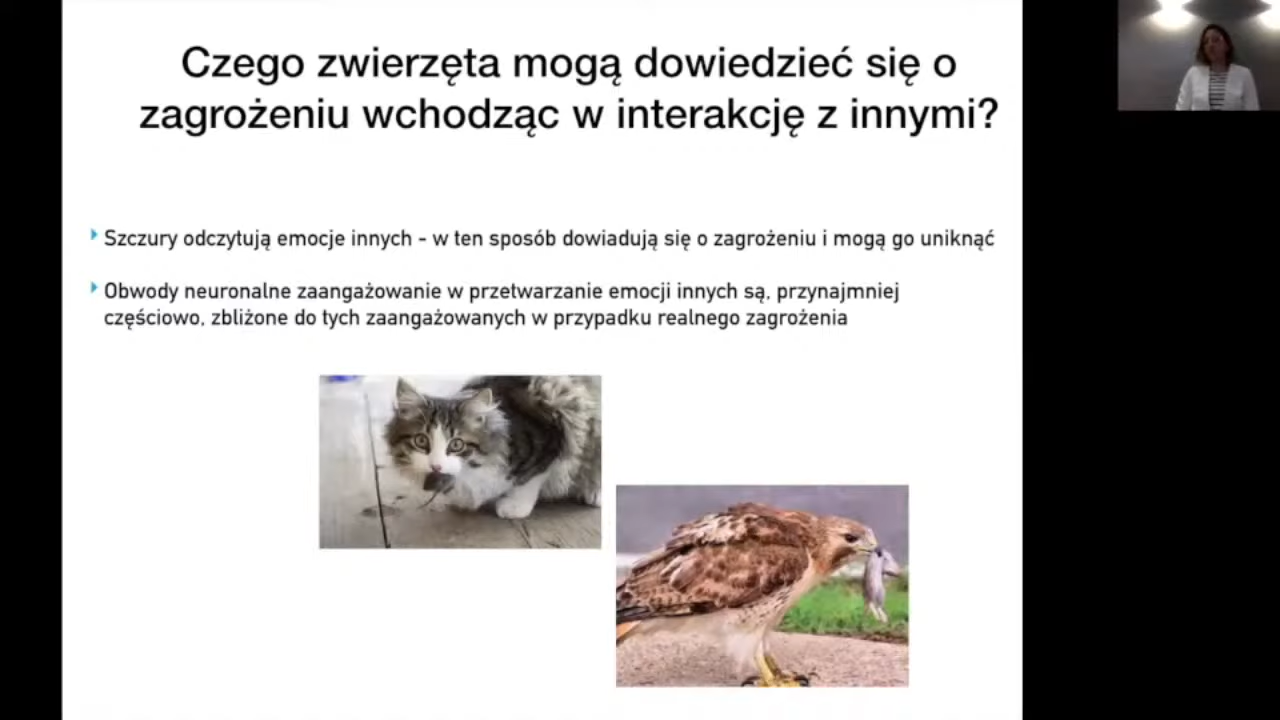 Czego zwierzęta mogą dowiedzieć się o
zagrożeniu wchodząc w interakcję z innymi?
Szczury odczytują emocje innych - w ten sposób dowiadują się o zagrożeniu i mogą go uniknąć
Obwody neuronalne zaangażowanie w przetwarzanie emocji innych są, przynajmniej
częściowo, zbliżone do tych zaangażowanych w przypadku realnego zagrożenia